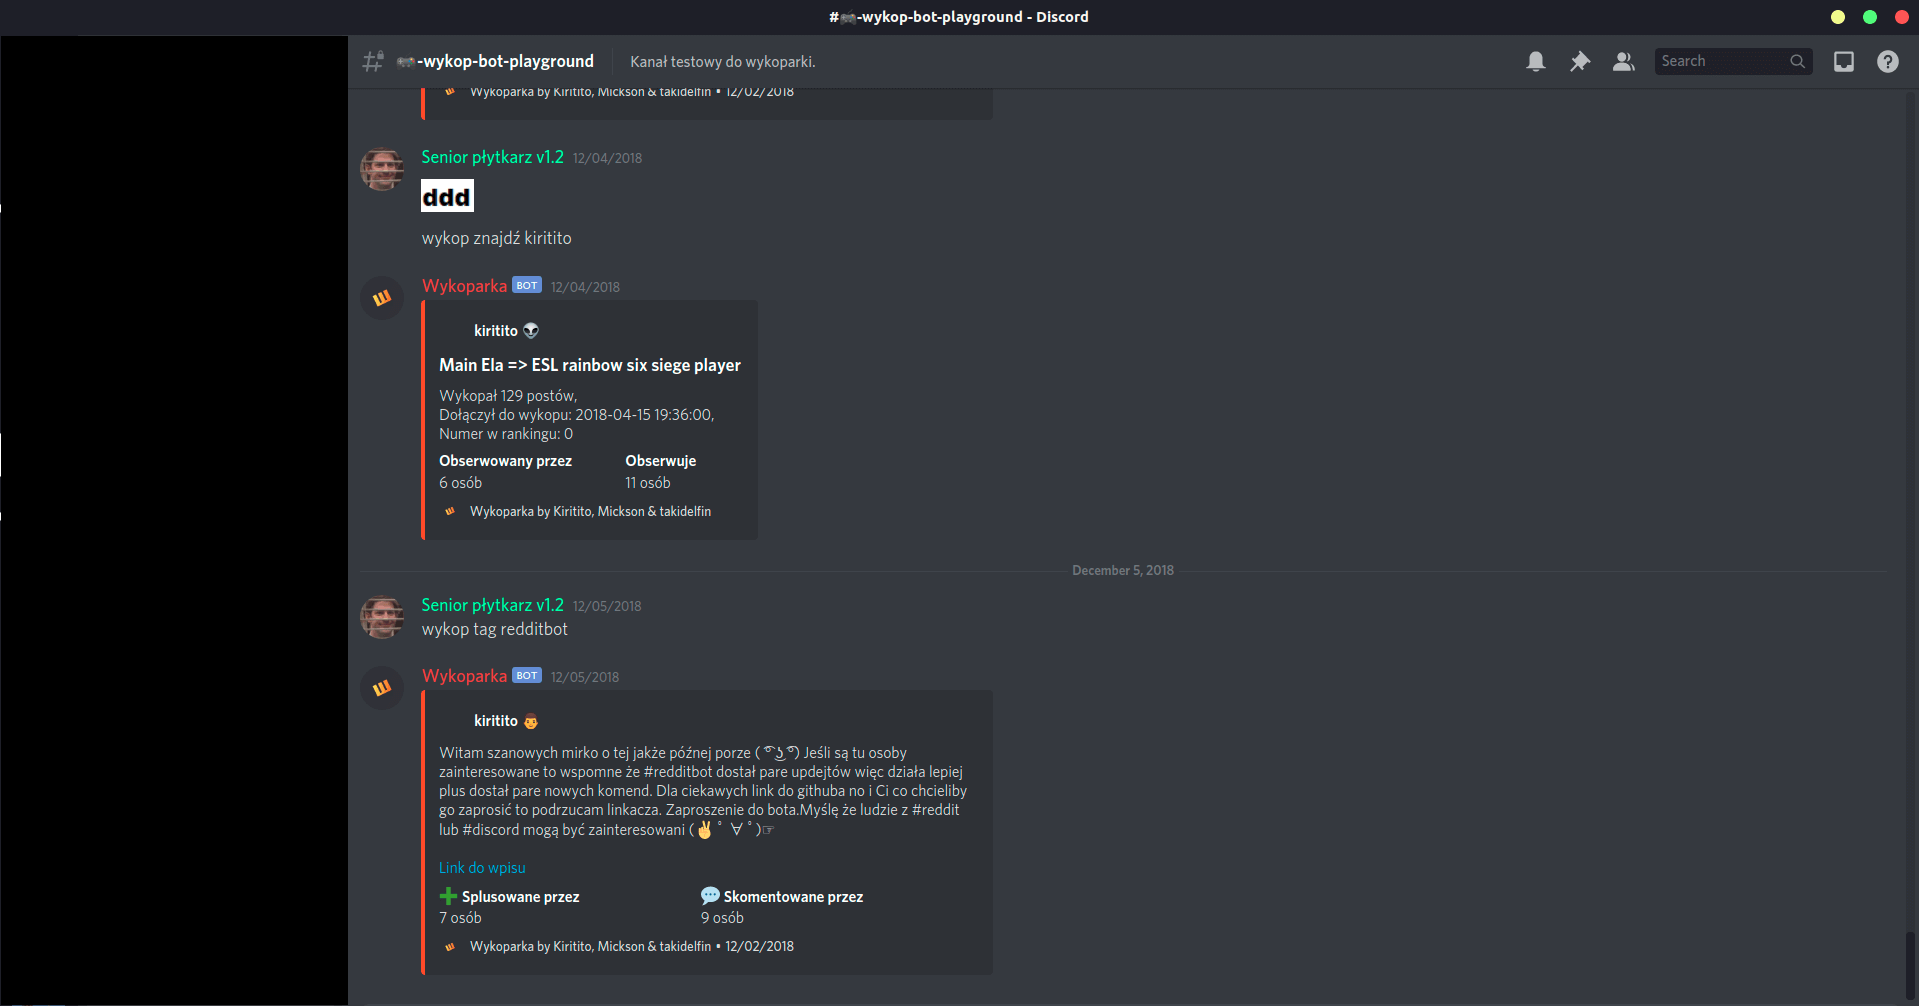 #🎮-wykop-bot-playground - Discord
🎮-wykop-bot-playground
Kanał testowy do wykoparki.
Search
Wykoparka by Kiritito, Mickson & takidelfin • 12/02/2018
Senior płytkarz v1.2 12/04/2018
ddd
wykop znajdź kiritito
Wykoparka BOT 12/04/2018
kiritito 👽
Main Ela => ESL rainbow six siege player
Wykopał 129 postów,
Dołączył do wykopu: 2018-04-15 19:36:00,
Numer w rankingu: 0
Obserwowany przez Obserwuje
6 osób 11 osób
Wykoparka by Kiritito, Mickson & takidelfin
December 5, 2018
Senior płytkarz v1.2 12/05/2018
wykop tag redditbot
Wykoparka BOT 12/05/2018
kiritito 👨
Witam szanowych mirko o tej jakże późnej porze ( ͡° ͜ʖ ͡°) Jeśli są tu osoby
zainteresowane to wspomne że #redditbot dostał pare updejtów więc działa lepiej
plus dostał pare nowych komend. Dla ciekawych link do githuba no i Ci co chcieliby
go zaprosić to podrzucam linkacza. Zaproszenie do bota.Myślę że ludzie z #reddit
lub #discord mogą być zainteresowani (✌ ﾟ ∀ ﾟ)☞
Link do wpisu
➕ Splusowane przez 💬 Skomentowane przez
7 osób 9 osób
Wykoparka by Kiritito, Mickson & takidelfin • 12/02/2018